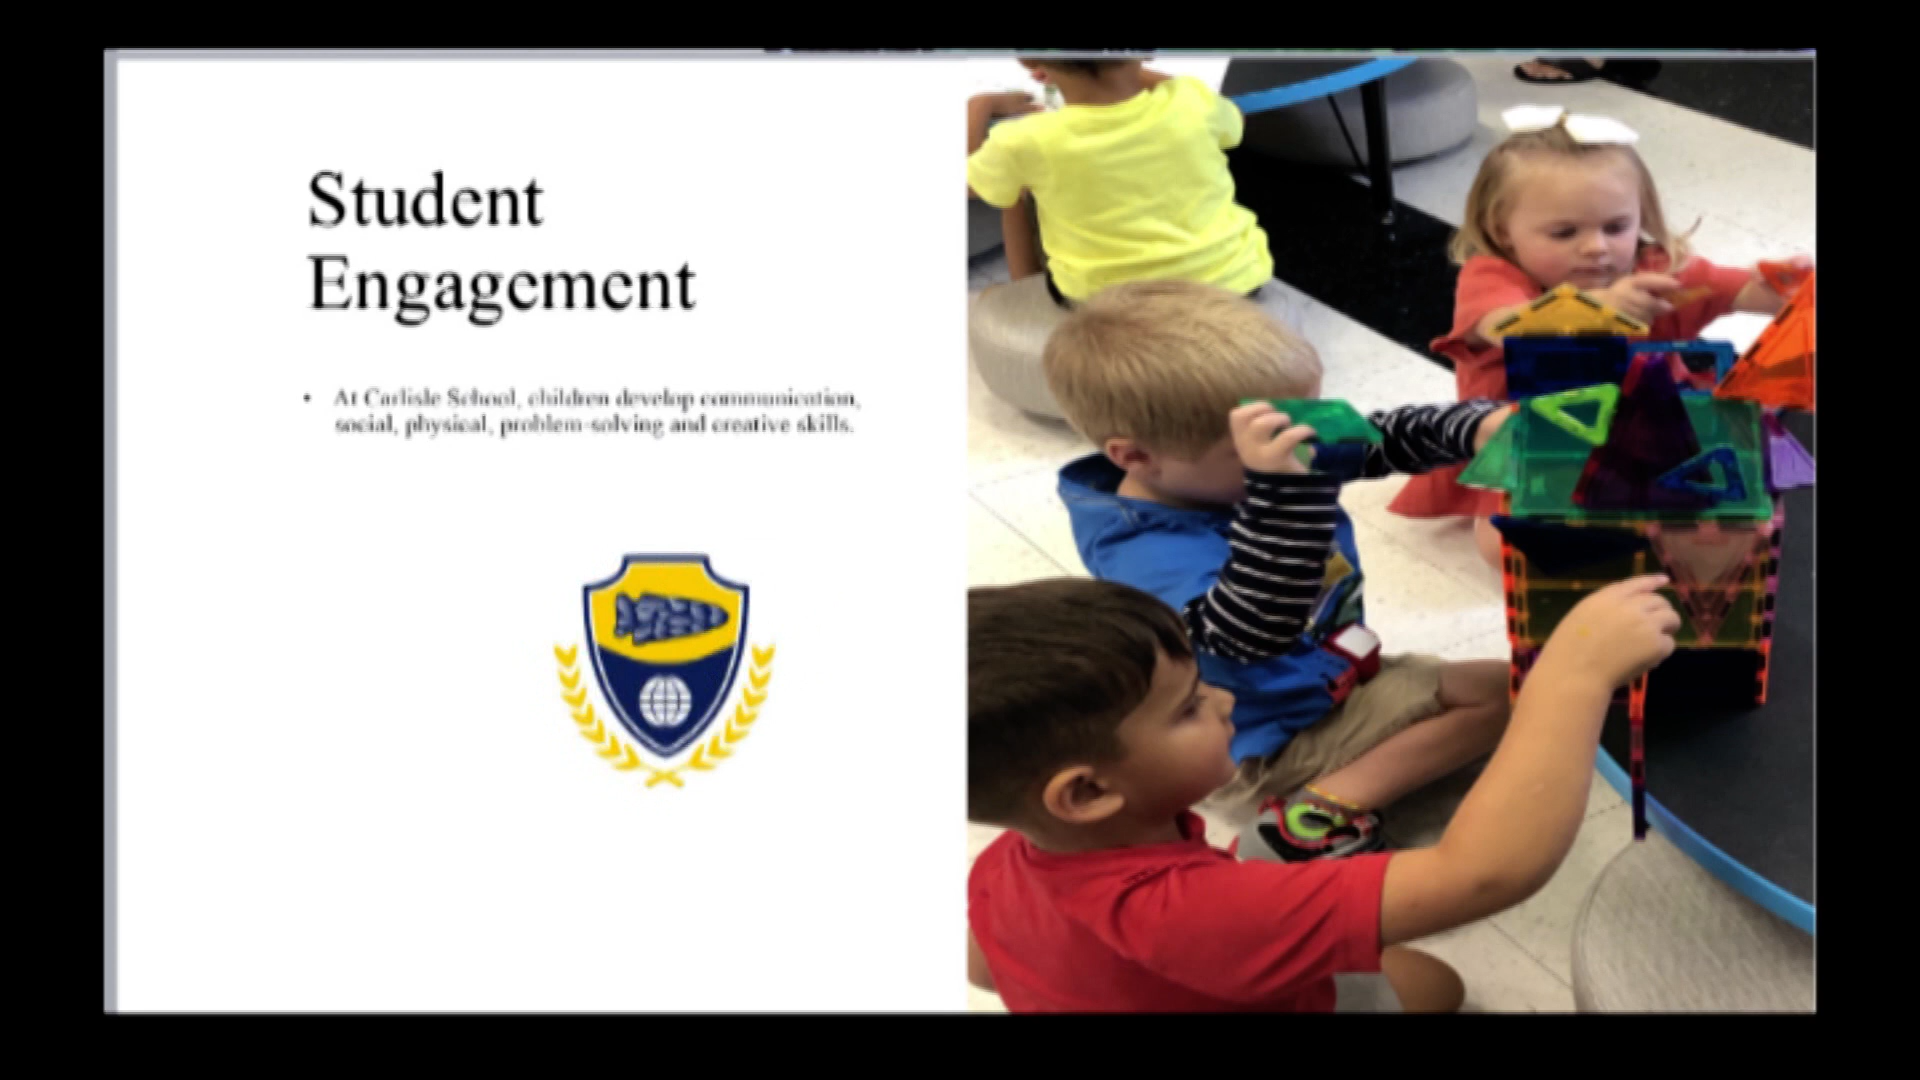 Student
Engagement
• At Carlisle School, children develop communication,
social, physical, problem-solving and creative skills.